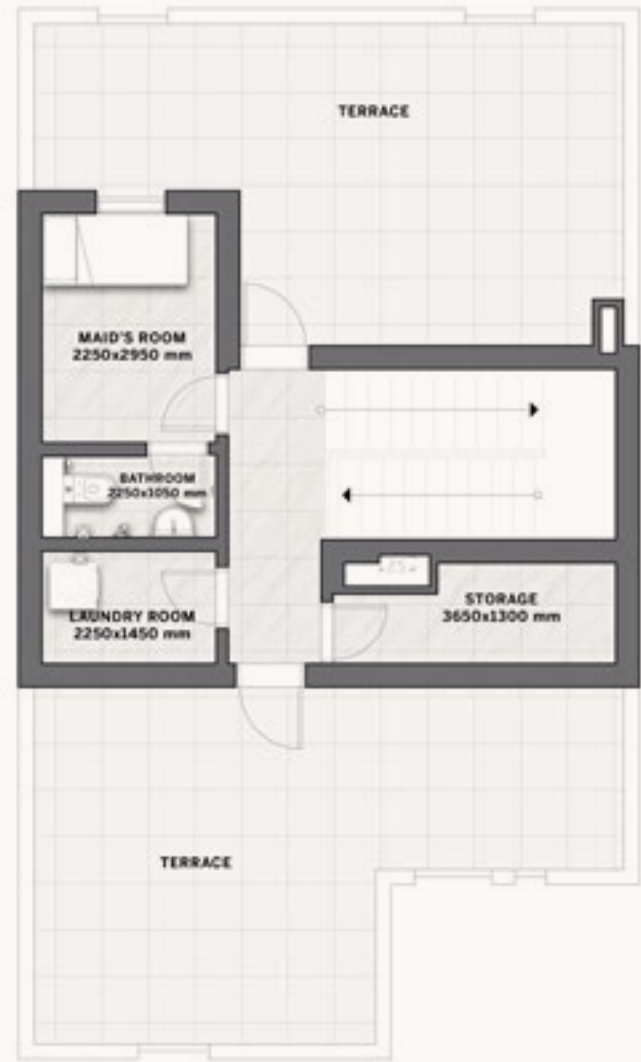 TERRACE
MAID'S ROOM
2250x2950 mm
BATHROOM
2250x1050 mm
LAUNDRY ROOM
2250x1450 mm
STORAGE
3650x1300 mm
TERRACE